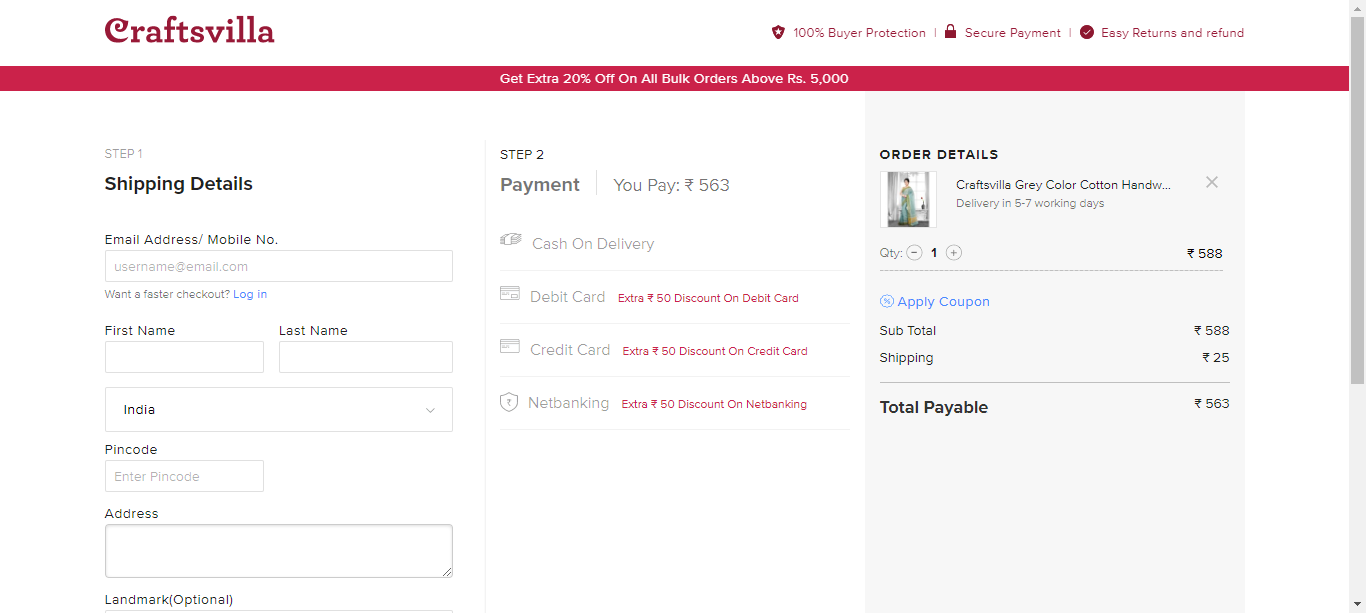 Craftsvilla
100% Buyer Protection | Secure Payment | Easy Returns and refund
Get Extra 20% Off On All Bulk Orders Above Rs. 5,000
STEP 1
Shipping Details
Email Address/ Mobile No.
username@email.com
Want a faster checkout? Log in
First Name Last Name
India
Pincode
Enter Pincode
Address
Landmark(Optional)
STEP 2
Payment You Pay: ₹ 563
Cash On Delivery
Debit Card Extra ₹ 50 Discount On Debit Card
Credit Card Extra ₹ 50 Discount On Credit Card
₹ Netbanking Extra ₹ 50 Discount On Netbanking
ORDER DETAILS
Craftsvilla Grey Color Cotton Handw...
Delivery in 5-7 working days
Qty: − 1 + ₹ 588
% Apply Coupon
Sub Total ₹ 588
Shipping ₹ 25
Total Payable ₹ 563